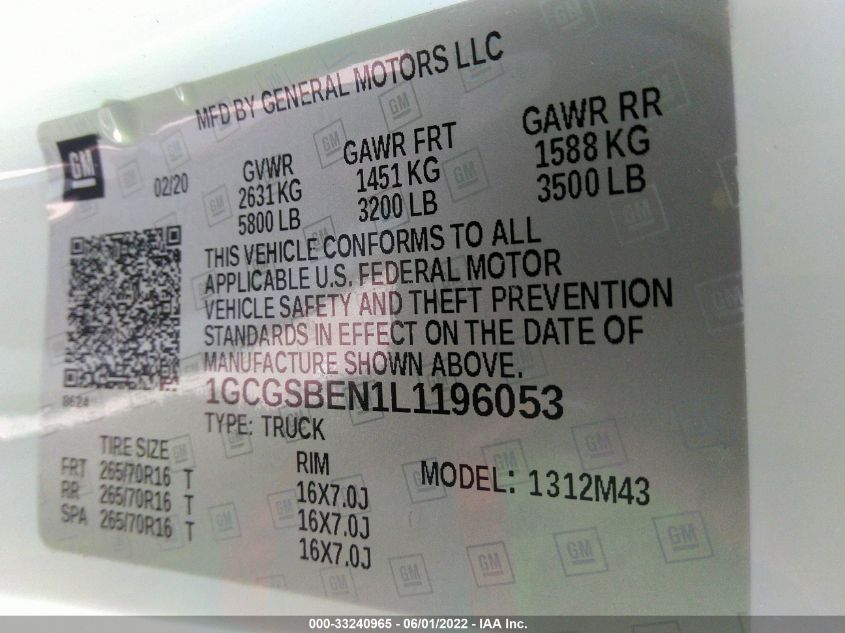 MFD BY GENERAL MOTORS LLC
GM
02/20
GVWR GAWR FRT GAWR RR
2631 KG 1451 KG 1588 KG
5800 LB 3200 LB 3500 LB
THIS VEHICLE CONFORMS TO ALL
APPLICABLE U.S. FEDERAL MOTOR
VEHICLE SAFETY AND THEFT PREVENTION
STANDARDS IN EFFECT ON THE DATE OF
MANUFACTURE SHOWN ABOVE.
8624
1GCGSBEN1L1196053
TYPE: TRUCK
TIRE SIZE RIM MODEL: 1312M43
FRT 265/70R16 T 16X7.0J
RR 265/70R16 T 16X7.0J
SPA 265/70R16 T 16X7.0J
000-33240965 - 06/01/2022 - IAA Inc.